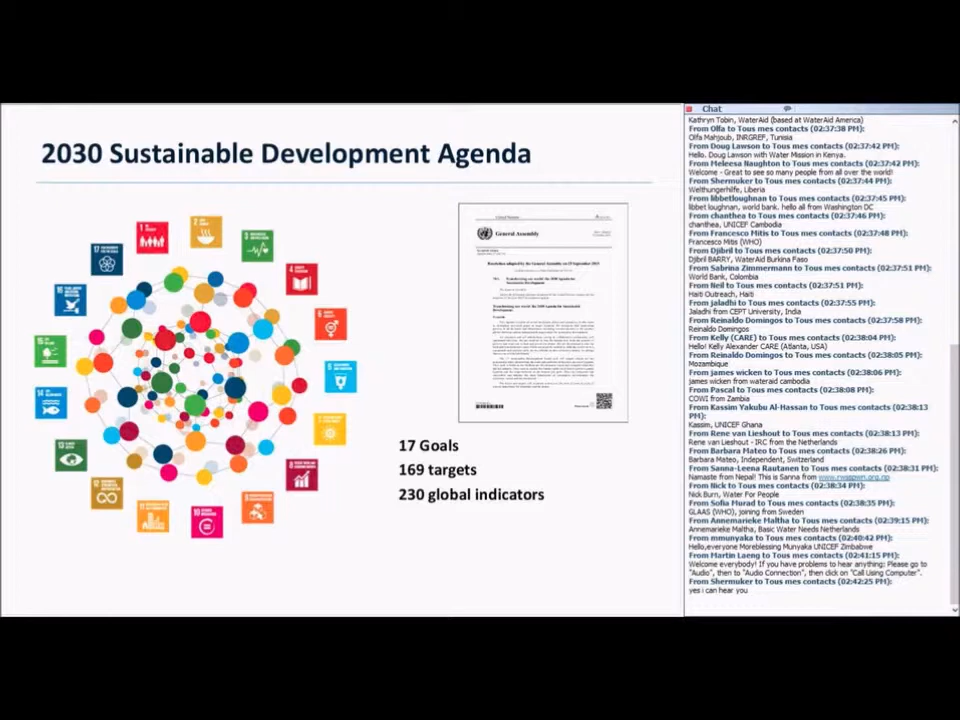 2030 Sustainable Development Agenda
General Assembly
17 Goals
169 targets
230 global indicators
Chat
Kathryn Tobin, WaterAid (based at WaterAid America)
From Olfa to Tous mes contacts (02:37:38 PM):
Olfa Mahjoub, INRGREF, Tunisia
From Doug Lawson to Tous mes contacts (02:37:42 PM):
Hello. Doug Lawson with Water Mission in Kenya.
From Meleesa Naughton to Tous mes contacts (02:37:42 PM):
Welcome - Great to see so many people from all over the world!
From Shermuker to Tous mes contacts (02:37:44 PM):
Welthungerhilfe, Liberia
From libbetloughnan to Tous mes contacts (02:37:45 PM):
libbet loughnan, world bank. hello all from Washington DC
From chanthea to Tous mes contacts (02:37:46 PM):
chanthea, UNICEF Cambodia
From Francesco Mitis to Tous mes contacts (02:37:48 PM):
Francesco Mitis (WHO)
From Djibril to Tous mes contacts (02:37:50 PM):
Djibril BARRY, WaterAid Burkina Faso
From Sabrina Zimmermann to Tous mes contacts (02:37:51 PM):
World Bank, Colombia
From Neil to Tous mes contacts (02:37:51 PM):
Haiti Outreach, Haiti
From jaladhi to Tous mes contacts (02:37:55 PM):
Jaladhi from CEPT University, India
From Reinaldo Domingos to Tous mes contacts (02:37:58 PM):
Reinaldo Domingos
From Kelly (CARE) to Tous mes contacts (02:38:04 PM):
Hello! Kelly Alexander CARE (Atlanta, USA)
From Reinaldo Domingos to Tous mes contacts (02:38:05 PM):
Mozambique
From james wicken to Tous mes contacts (02:38:06 PM):
james wicken from wateraid cambodia
From Pascal to Tous mes contacts (02:38:08 PM):
COWI from Zambia
From Kassim Yakubu Al-Hassan to Tous mes contacts (02:38:13
PM):
Kassim, UNICEF Ghana
From Rene van Lieshout to Tous mes contacts (02:38:13 PM):
Rene van Lieshout - IRC from the Netherlands
From Barbara Mateo to Tous mes contacts (02:38:26 PM):
Barbara Mateo, Independent, Switzerland
From Sanna-Leena Rautanen to Tous mes contacts (02:38:31 PM):
Namaste from Nepal! This is Sanna from www.rwsspwn.org.np
From Nick to Tous mes contacts (02:38:34 PM):
Nick Burn, Water For People
From Sofia Murad to Tous mes contacts (02:38:35 PM):
GLAAS (WHO), joining from Sweden
From Annemarieke Maltha to Tous mes contacts (02:39:15 PM):
Annemarieke Maltha, Basic Water Needs Netherlands
From mmunyaka to Tous mes contacts (02:40:42 PM):
Hello,everyone Moreblessing Munyaka UNICEF Zimbabwe
From Martin Laeng to Tous mes contacts (02:41:15 PM):
Welcome everybody! If you have problems to hear anything: Please go to
"Audio", then to "Audio Connection", then click on "Call Using Computer".
From Shermuker to Tous mes contacts (02:42:25 PM):
yes i can hear you